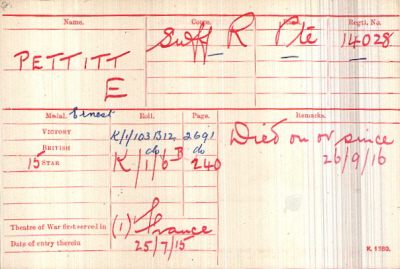 Name. Corps. Rank. Regtl. No.
PETTITT Suff R Pte 14028
E
Medal. Ernest Roll. Page. Remarks.
VICTORY K/1/103B12 2691 Died on or since
BRITISH do do 26/9/16
15 STAR K/1/6B 240
Theatre of War first served in (1) France
Date of entry therein 25/7/15
K. 1380.